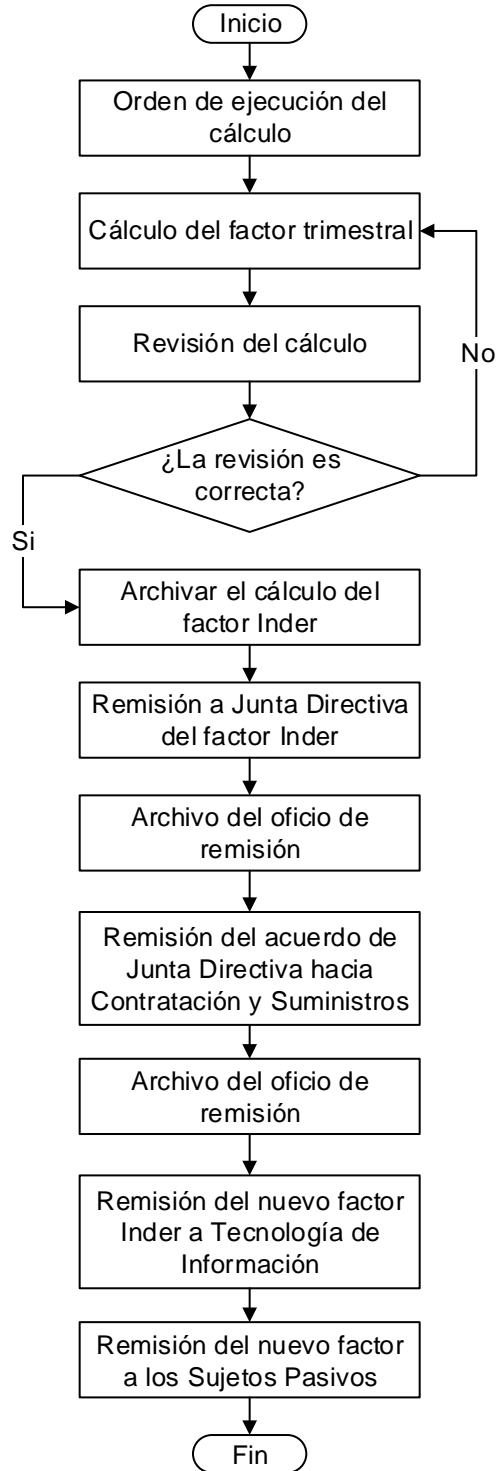 Inicio
Orden de ejecución del
cálculo
Cálculo del factor trimestral
Revisión del cálculo
No
¿La revisión es
correcta?
Si
Archivar el cálculo del
factor Inder
Remisión a Junta Directiva
del factor Inder
Archivo del oficio de
remisión
Remisión del acuerdo de
Junta Directiva hacia
Contratación y Suministros
Archivo del oficio de
remisión
Remisión del nuevo factor
Inder a Tecnología de
Información
Remisión del nuevo factor
a los Sujetos Pasivos
Fin